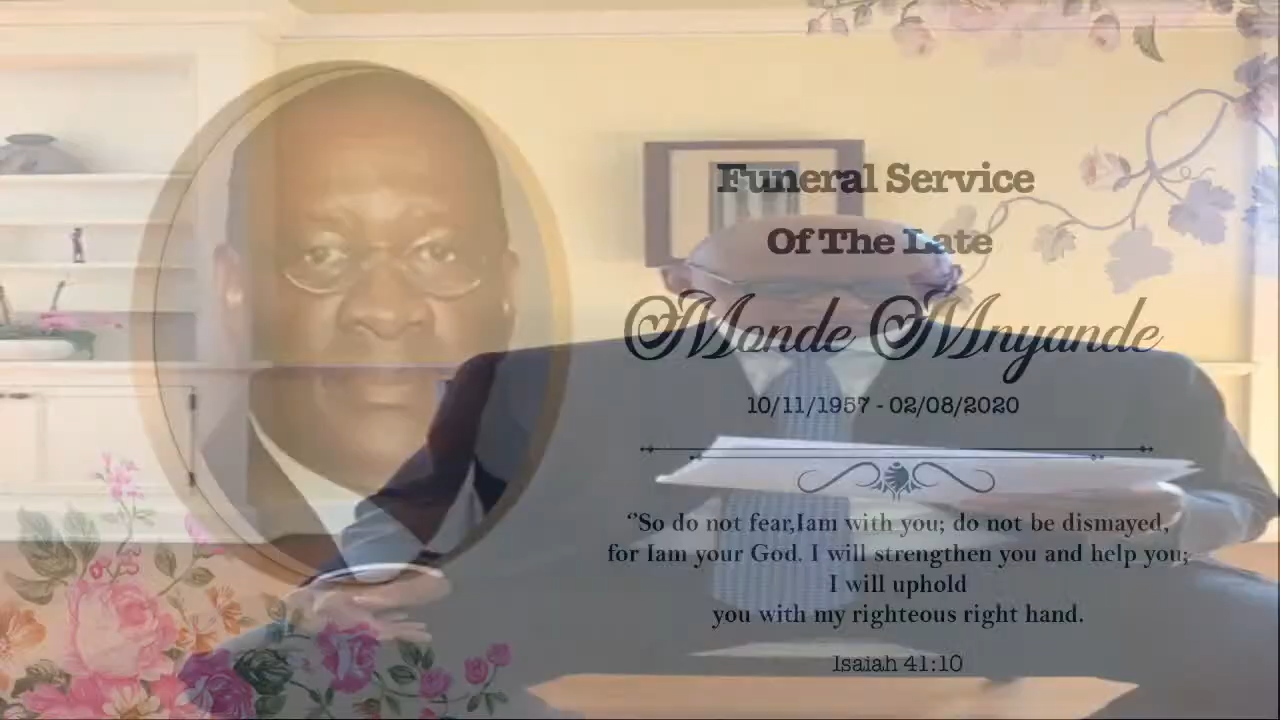 Funeral Service
Of The Late
Monde Mnyande
10/11/1957 - 02/08/2020
"So do not fear,Iam with you; do not be dismayed,
for Iam your God. I will strengthen you and help you;
I will uphold
you with my righteous right hand.
Isaiah 41:10